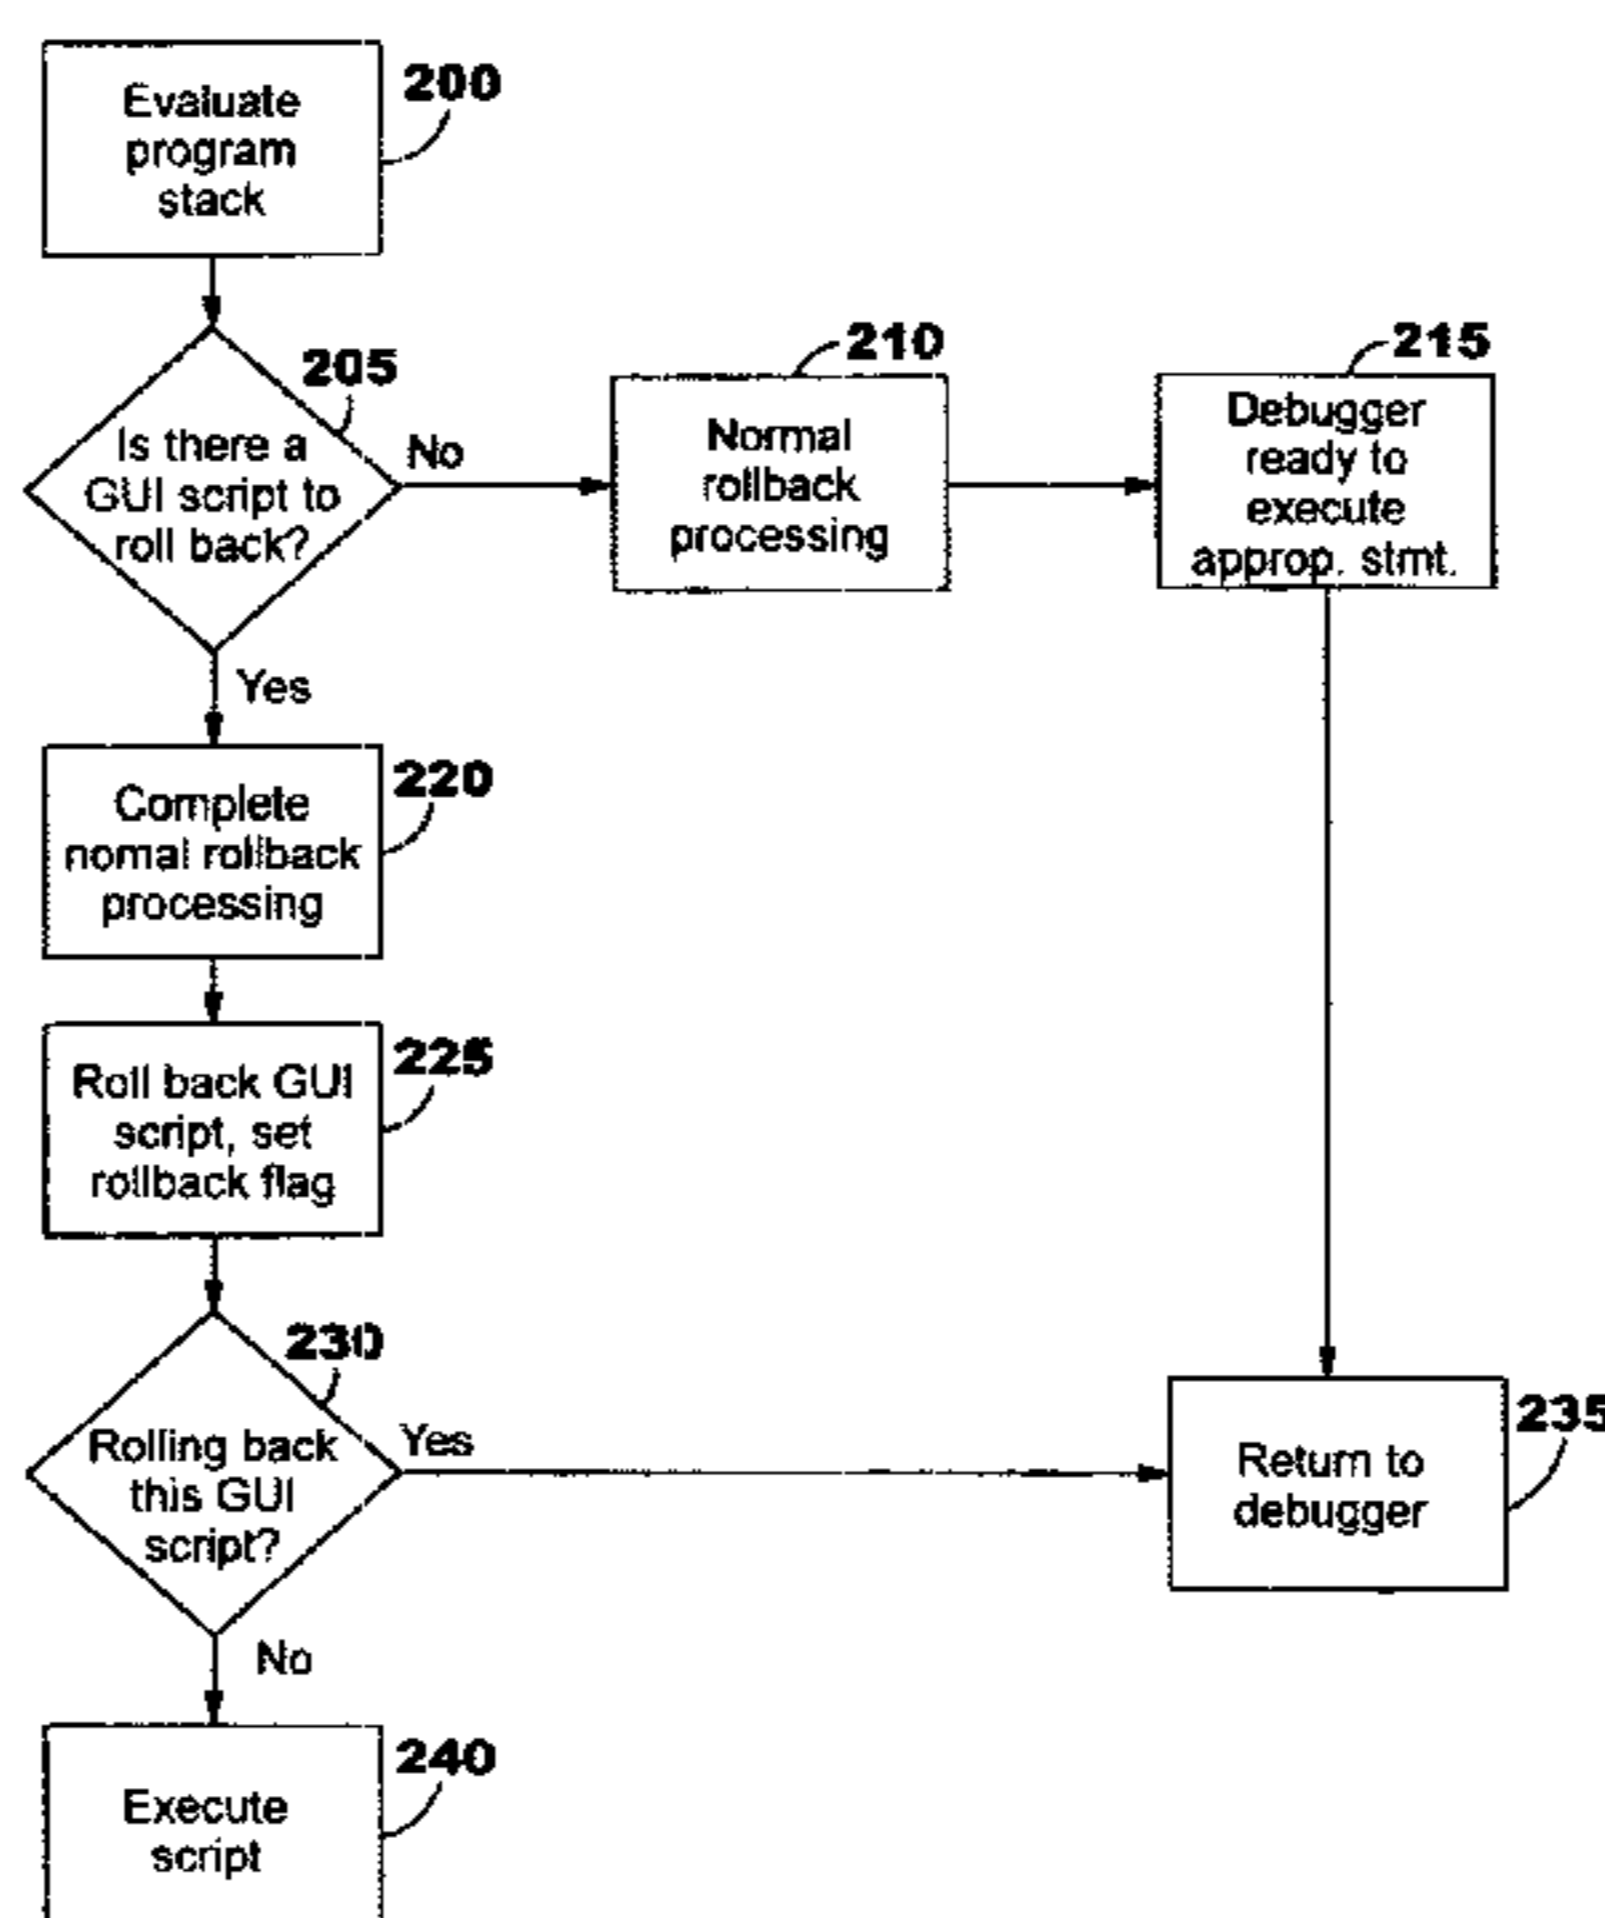 Evaluate
program
stack
200
Is there a
GUI script to
roll back?
205
No
Normal
rollback
processing
210
Debugger
ready to
execute
approp. stmt.
215
Yes
Complete
nomal rollback
processing
220
Roll back GUI
script, set
rollback flag
225
Rolling back
this GUI
script?
230
Yes
Return to
debugger
235
No
Execute
script
240